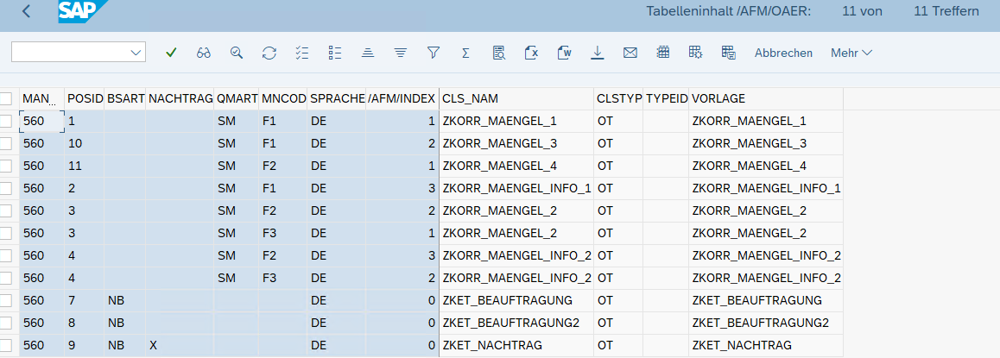 SAP Tabelleninhalt /AFM/OAER: 11 von 11 Treffern
Abbrechen Mehr
MAN... POSID BSART NACHTRAG QMART MNCOD SPRACHE /AFM/INDEX CLS_NAM CLSTYP TYPEID VORLAGE
560 1 SM F1 DE 1 ZKORR_MAENGEL_1 OT ZKORR_MAENGEL_1
560 10 SM F1 DE 2 ZKORR_MAENGEL_3 OT ZKORR_MAENGEL_3
560 11 SM F2 DE 1 ZKORR_MAENGEL_4 OT ZKORR_MAENGEL_4
560 2 SM F1 DE 3 ZKORR_MAENGEL_INFO_1 OT ZKORR_MAENGEL_INFO_1
560 3 SM F2 DE 2 ZKORR_MAENGEL_2 OT ZKORR_MAENGEL_2
560 3 SM F3 DE 1 ZKORR_MAENGEL_2 OT ZKORR_MAENGEL_2
560 4 SM F2 DE 3 ZKORR_MAENGEL_INFO_2 OT ZKORR_MAENGEL_INFO_2
560 4 SM F3 DE 2 ZKORR_MAENGEL_INFO_2 OT ZKORR_MAENGEL_INFO_2
560 7 NB DE 0 ZKET_BEAUFTRAGUNG OT ZKET_BEAUFTRAGUNG
560 8 NB DE 0 ZKET_BEAUFTRAGUNG2 OT ZKET_BEAUFTRAGUNG2
560 9 NB X DE 0 ZKET_NACHTRAG OT ZKET_NACHTRAG